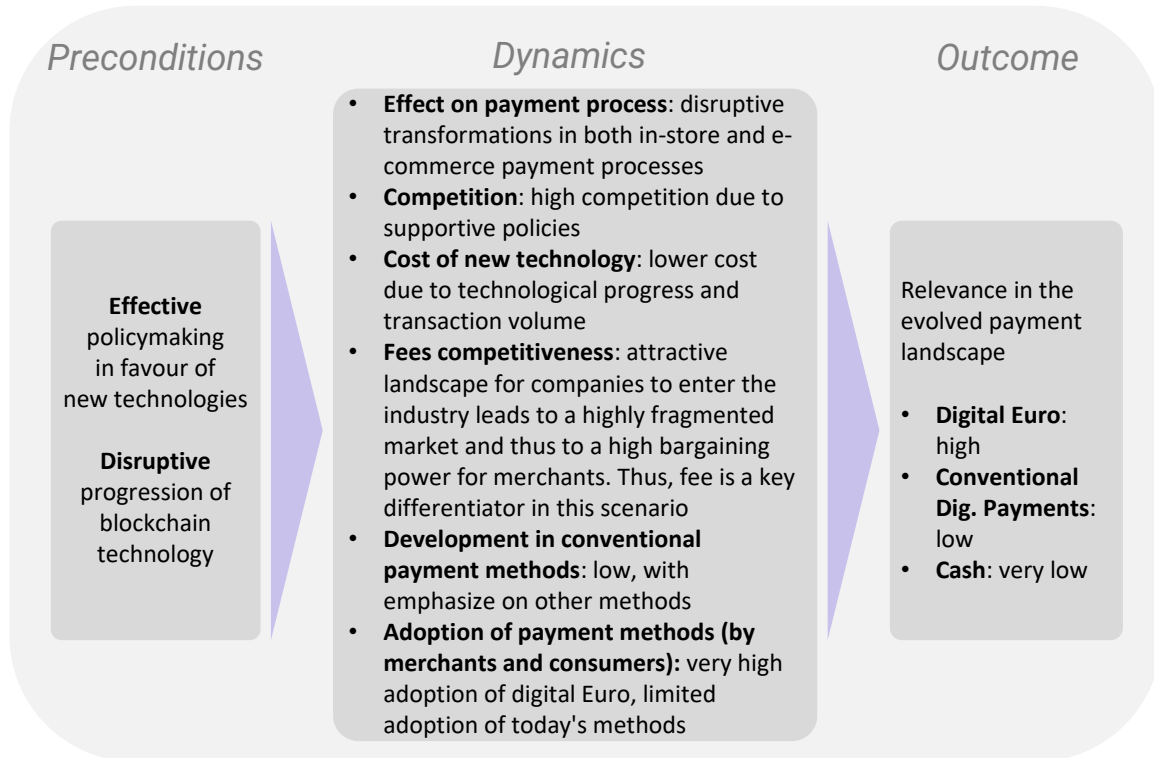 Preconditions
Dynamics
Outcome
Effective
policymaking
in favour of
new technologies
Disruptive
progression of
blockchain
technology
• Effect on payment process: disruptive
transformations in both in-store and e-
commerce payment processes
• Competition: high competition due to
supportive policies
• Cost of new technology: lower cost
due to technological progress and
transaction volume
• Fees competitiveness: attractive
landscape for companies to enter the
industry leads to a highly fragmented
market and thus to a high bargaining
power for merchants. Thus, fee is a key
differentiator in this scenario
• Development in conventional
payment methods: low, with
emphasize on other methods
• Adoption of payment methods (by
merchants and consumers): very high
adoption of digital Euro, limited
adoption of today's methods
Relevance in the
evolved payment
landscape
• Digital Euro:
high
• Conventional
Dig. Payments:
low
• Cash: very low